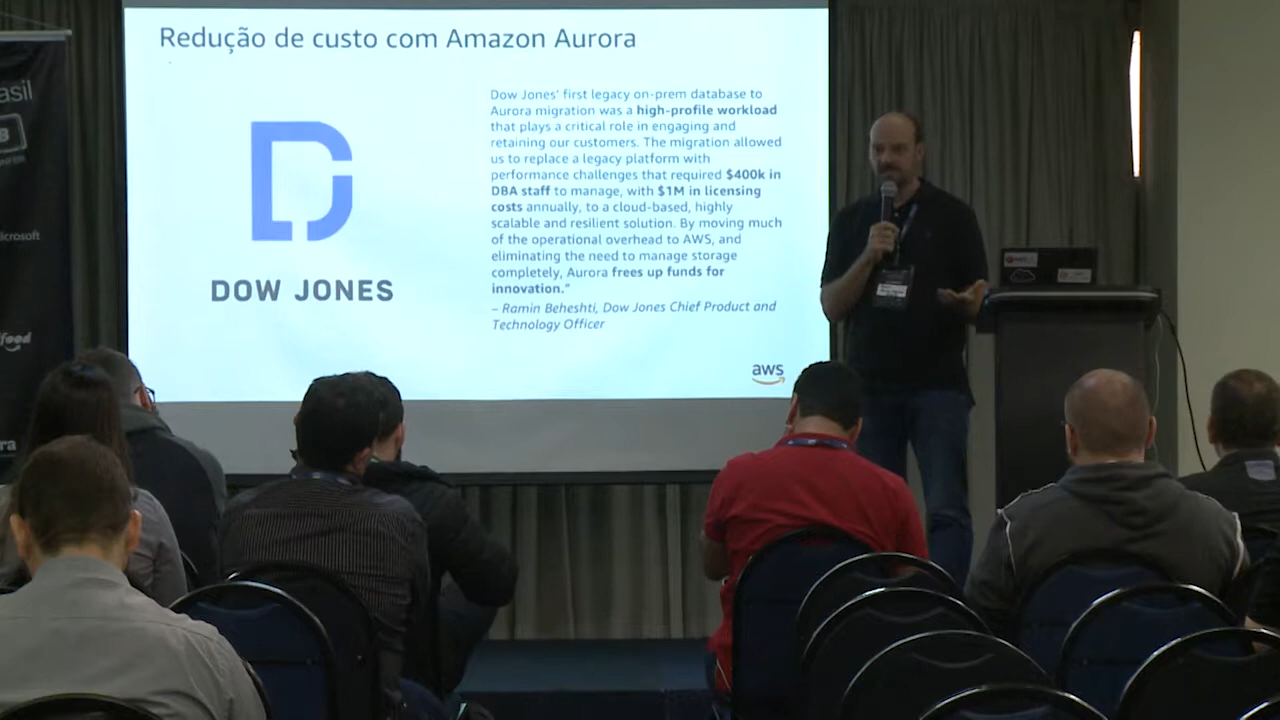 Redução de custo com Amazon Aurora
Dow Jones' first legacy on-prem database to
Aurora migration was a high-profile workload
that plays a critical role in engaging and
retaining our customers. The migration allowed
us to replace a legacy platform with
performance challenges that required $400k in
DBA staff to manage, with $1M in licensing
costs annually, to a cloud-based, highly
scalable and resilient solution. By moving much
of the operational overhead to AWS, and
eliminating the need to manage storage
completely, Aurora frees up funds for
innovation."
– Ramin Beheshti, Dow Jones Chief Product and
Technology Officer
DOW JONES
aws
asil
B
icrosoft
food
ra